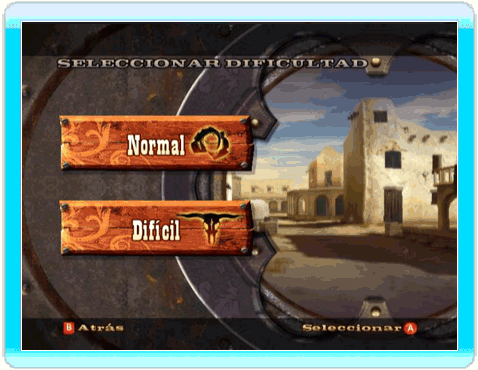 SELECCIONAR DIFICULTAD
Normal
Difícil
B Atrás
Seleccionar A